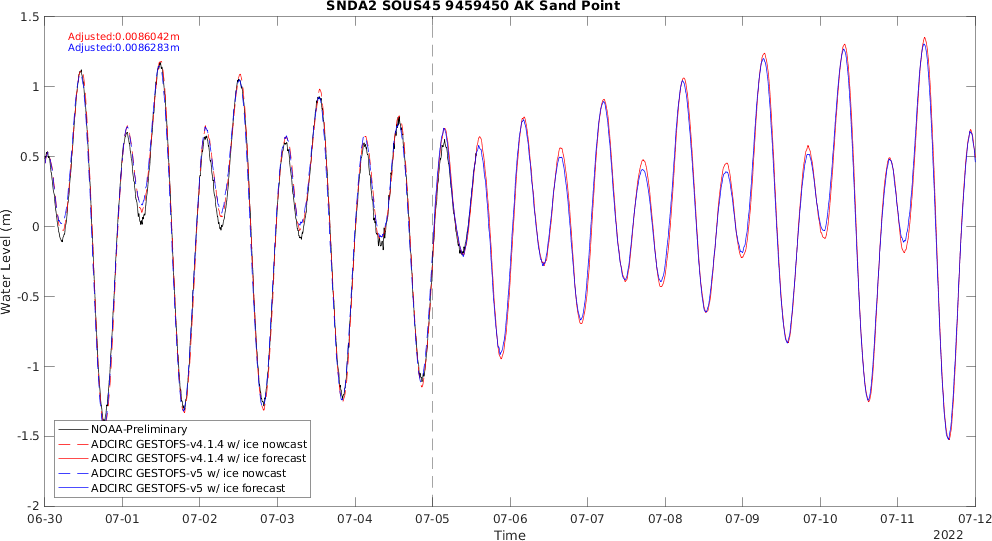 SNDA2 SOUS45 9459450 AK Sand Point
Adjusted:0.0086042m
Adjusted:0.0086283m
1.5
1
0.5
0
-0.5
-1
-1.5
-2
Water Level (m)
NOAA-Preliminary
ADCIRC GESTOFS-v4.1.4 w/ ice nowcast
ADCIRC GESTOFS-v4.1.4 w/ ice forecast
ADCIRC GESTOFS-v5 w/ ice nowcast
ADCIRC GESTOFS-v5 w/ ice forecast
06-30 07-01 07-02 07-03 07-04 07-05 07-06 07-07 07-08 07-09 07-10 07-11 07-12
Time
2022